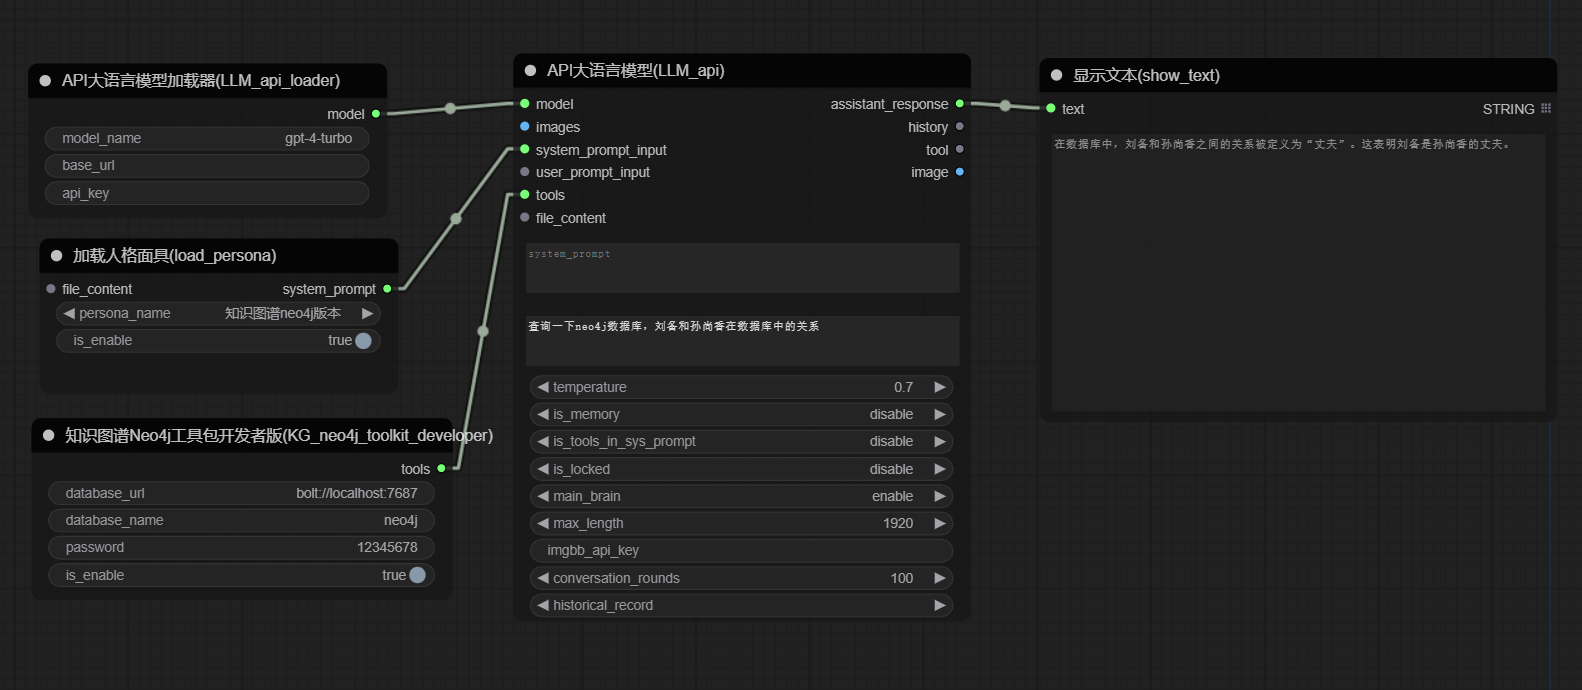 API大语言模型加载器(LLM_api_loader)
model
model_name gpt-4-turbo
base_url
api_key
加载人格面具(load_persona)
file_content system_prompt
persona_name 知识图谱neo4j版本
is_enable true
知识图谱Neo4j工具包开发者版(KG_neo4j_toolkit_developer)
tools
database_url bolt://localhost:7687
database_name neo4j
password 12345678
is_enable true
API大语言模型(LLM_api)
model assistant_response
images history
system_prompt_input tool
user_prompt_input image
tools
file_content
system_prompt
查询一下neo4j数据库，刘备和孙尚香在数据库中的关系
temperature 0.7
is_memory disable
is_tools_in_sys_prompt disable
is_locked disable
main_brain enable
max_length 1920
imgbb_api_key
conversation_rounds 100
historical_record
显示文本(show_text)
text STRING
在数据库中，刘备和孙尚香之间的关系被定义为“丈夫”。这表明刘备是孙尚香的丈夫。